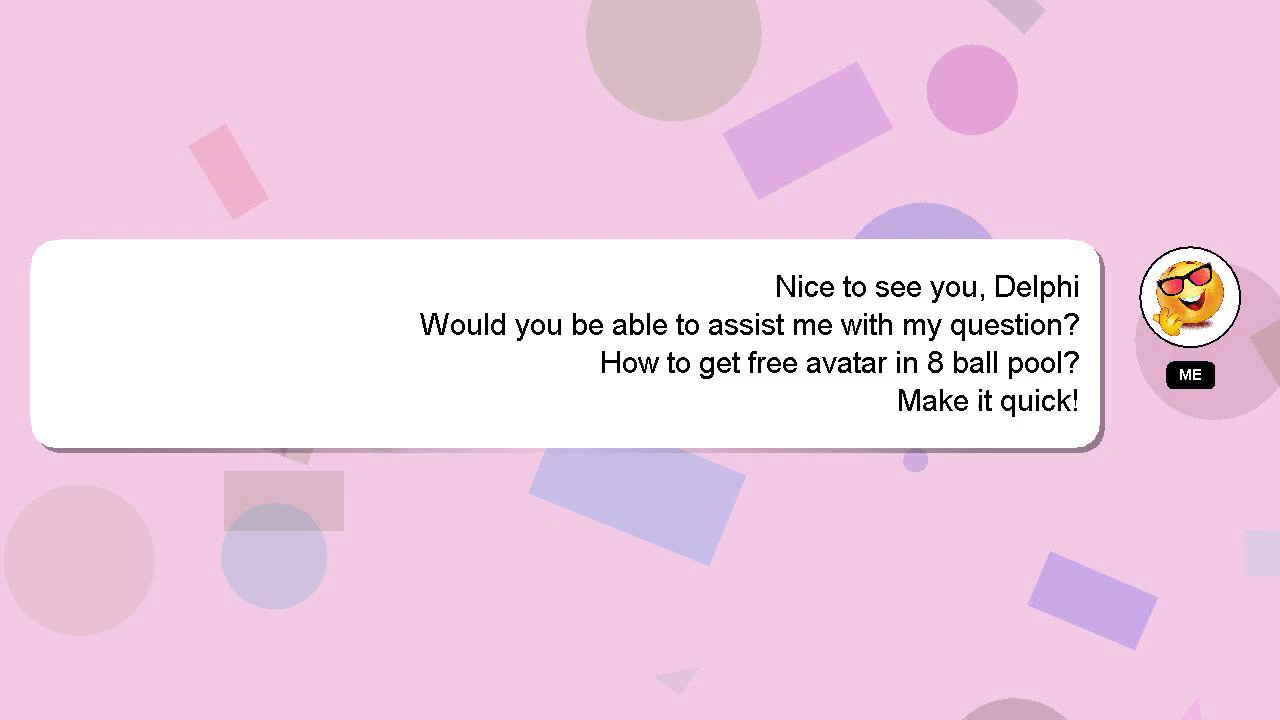 Nice to see you, Delphi
Would you be able to assist me with my question?
How to get free avatar in 8 ball pool?
Make it quick!
ME